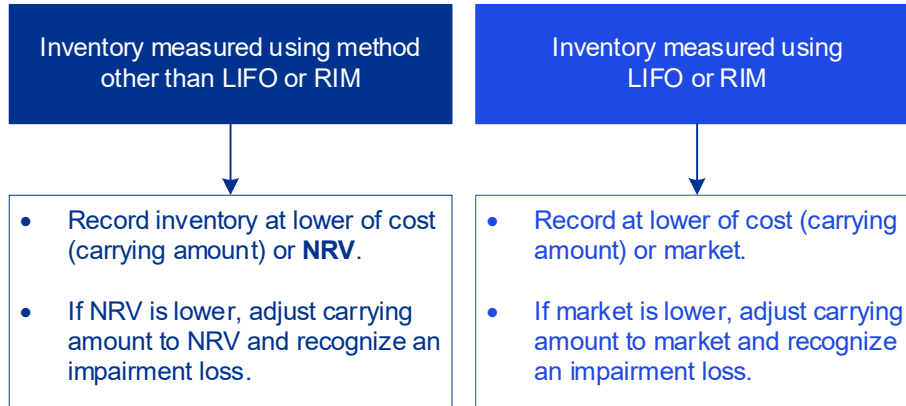 Inventory measured using method
other than LIFO or RIM
Inventory measured using
LIFO or RIM
• Record inventory at lower of cost
(carrying amount) or NRV.
• If NRV is lower, adjust carrying
amount to NRV and recognize an
impairment loss.
• Record at lower of cost (carrying
amount) or market.
• If market is lower, adjust carrying
amount to market and recognize
an impairment loss.